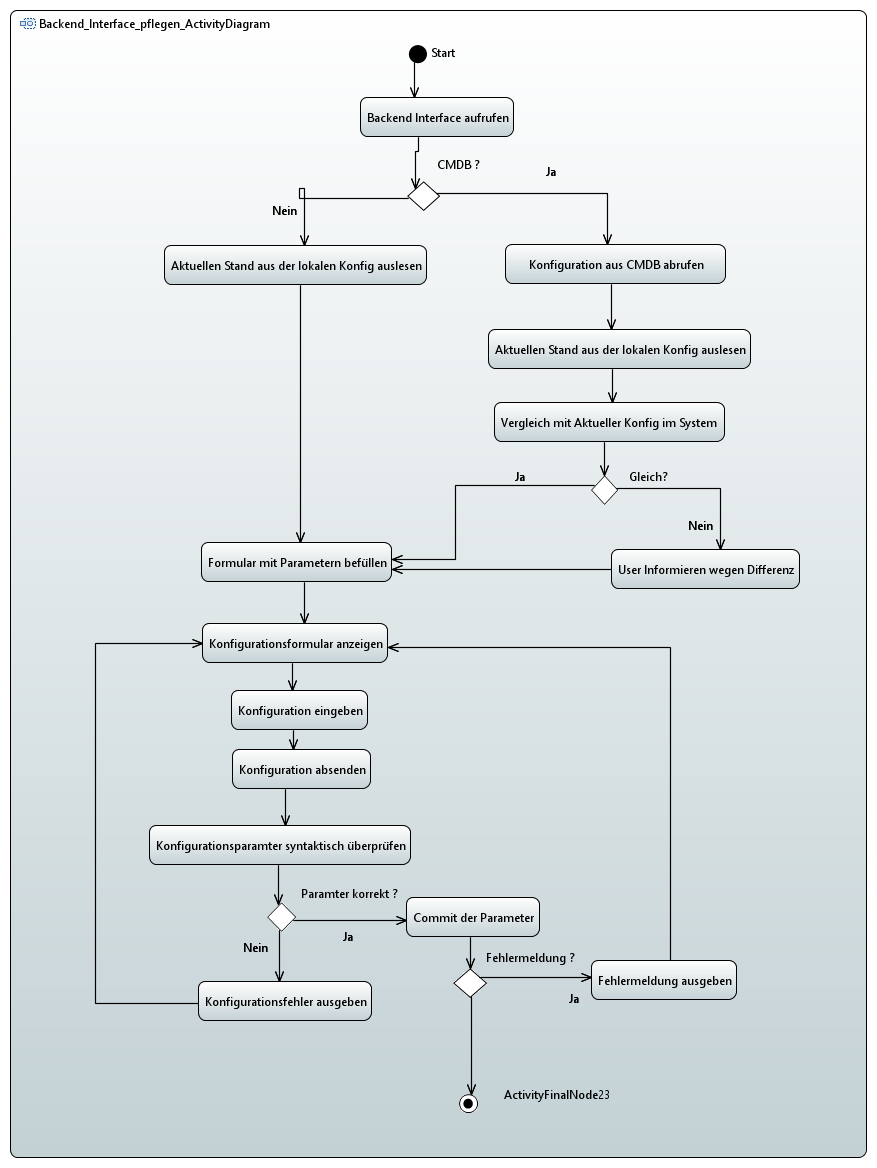 Backend_Interface_pflegen_ActivityDiagram
Start
Backend Interface aufrufen
CMDB ?
Ja
Nein
Aktuellen Stand aus der lokalen Konfig auslesen
Konfiguration aus CMDB abrufen
Aktuellen Stand aus der lokalen Konfig auslesen
Vergleich mit Aktueller Konfig im System
Ja
Gleich?
Nein
Formular mit Parametern befüllen
User Informieren wegen Differenz
Konfigurationsformular anzeigen
Konfiguration eingeben
Konfiguration absenden
Konfigurationsparamter syntaktisch überprüfen
Paramter korrekt ?
Commit der Parameter
Ja
Nein
Fehlermeldung ?
Fehlermeldung ausgeben
Ja
Konfigurationsfehler ausgeben
ActivityFinalNode23